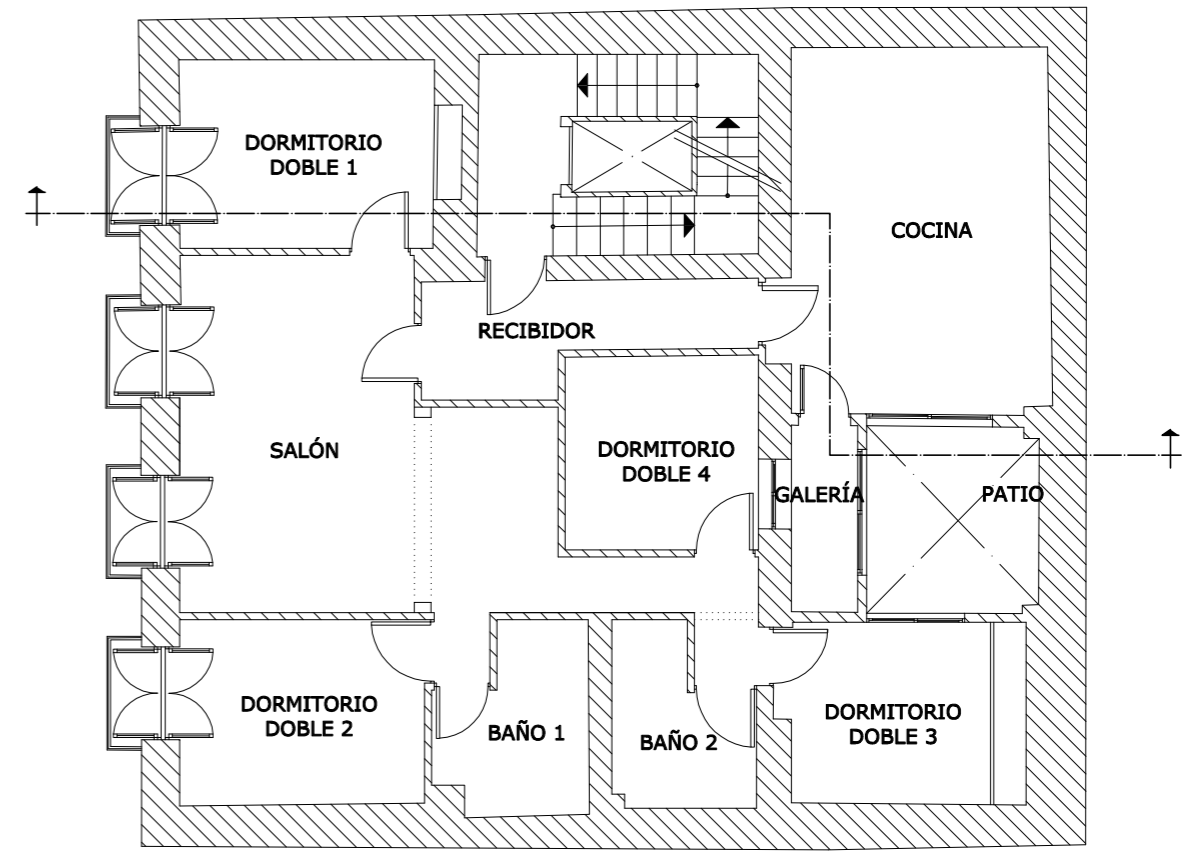 DORMITORIO
DOBLE 1
COCINA
RECIBIDOR
SALÓN
DORMITORIO
DOBLE 4
GALERÍA
PATIO
DORMITORIO
DOBLE 2
BAÑO 1
BAÑO 2
DORMITORIO
DOBLE 3